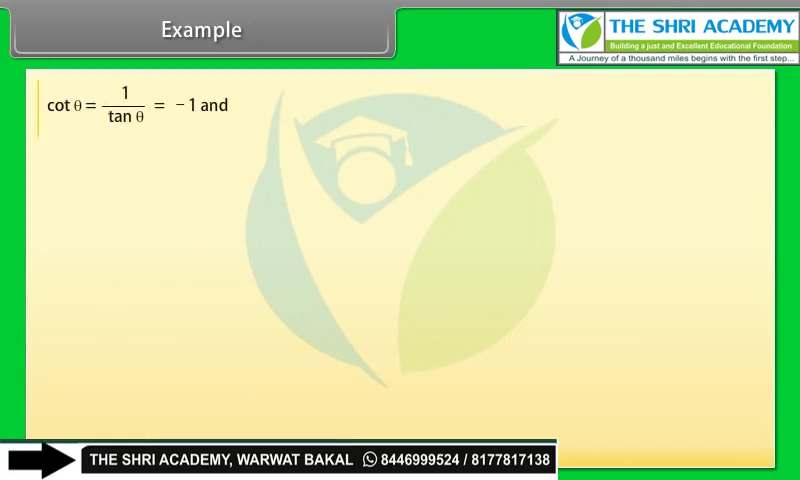 Example
THE SHRI ACADEMY
Building a just and Excellent Educational Foundation
A Journey of a thousand miles begins with the first step...
cot θ = 1 / tan θ = − 1 and
THE SHRI ACADEMY, WARWAT BAKAL 8446999524 / 8177817138